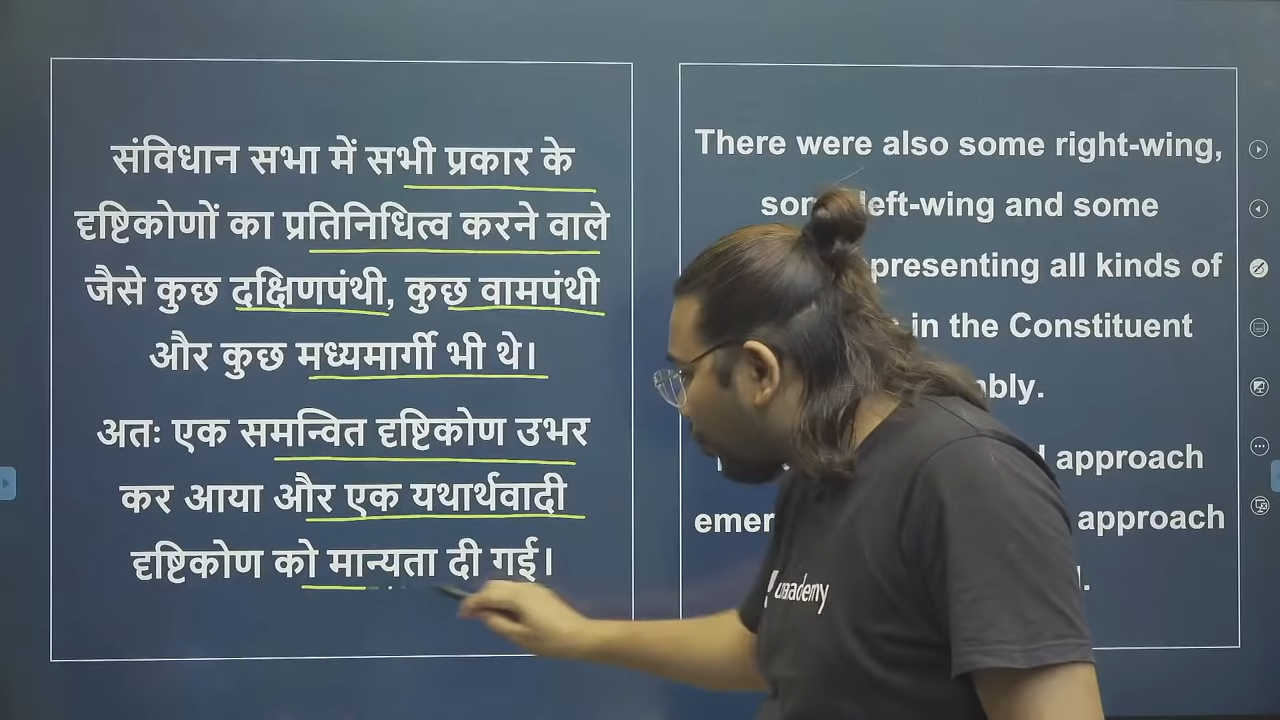 संविधान सभा में सभी प्रकार के
दृष्टिकोणों का प्रतिनिधित्व करने वाले
जैसे कुछ दक्षिणपंथी, कुछ वामपंथी
और कुछ मध्यमार्गी भी थे।
अतः एक समन्वित दृष्टिकोण उभर
कर आया और एक यथार्थवादी
दृष्टिकोण को मान्यता दी गई।
There were also some right-wing,
left-wing and some
presenting all kinds of
in the Constituent
approach
approach
unacademy